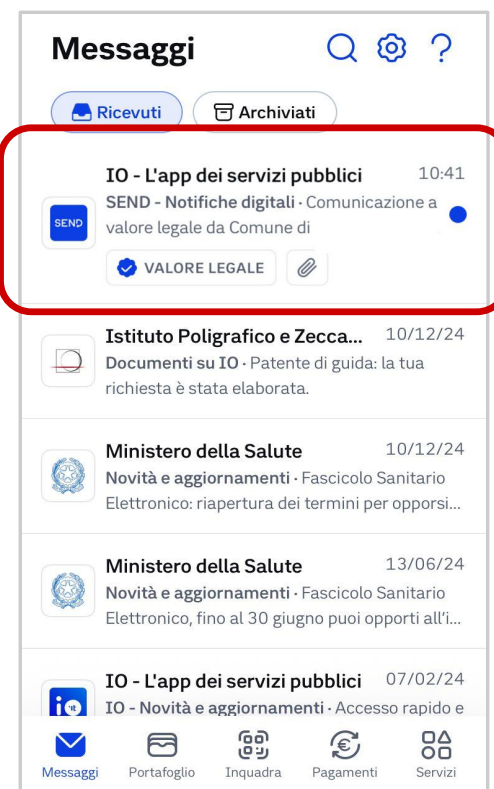 Messaggi
Ricevuti
Archiviati
IO - L'app dei servizi pubblici 10:41
SEND - Notifiche digitali · Comunicazione a
SEND
valore legale da Comune di
VALORE LEGALE
Istituto Poligrafico e Zecca... 10/12/24
Documenti su IO · Patente di guida: la tua
richiesta è stata elaborata.
Ministero della Salute 10/12/24
Novità e aggiornamenti · Fascicolo Sanitario
Elettronico: riapertura dei termini per opporsi...
Ministero della Salute 13/06/24
Novità e aggiornamenti · Fascicolo Sanitario
Elettronico, fino al 30 giugno puoi opporti all'i...
IO - L'app dei servizi pubblici 07/02/24
io
IO - Novità e aggiornamenti · Accesso rapido e
Messaggi Portafoglio Inquadra Pagamenti Servizi